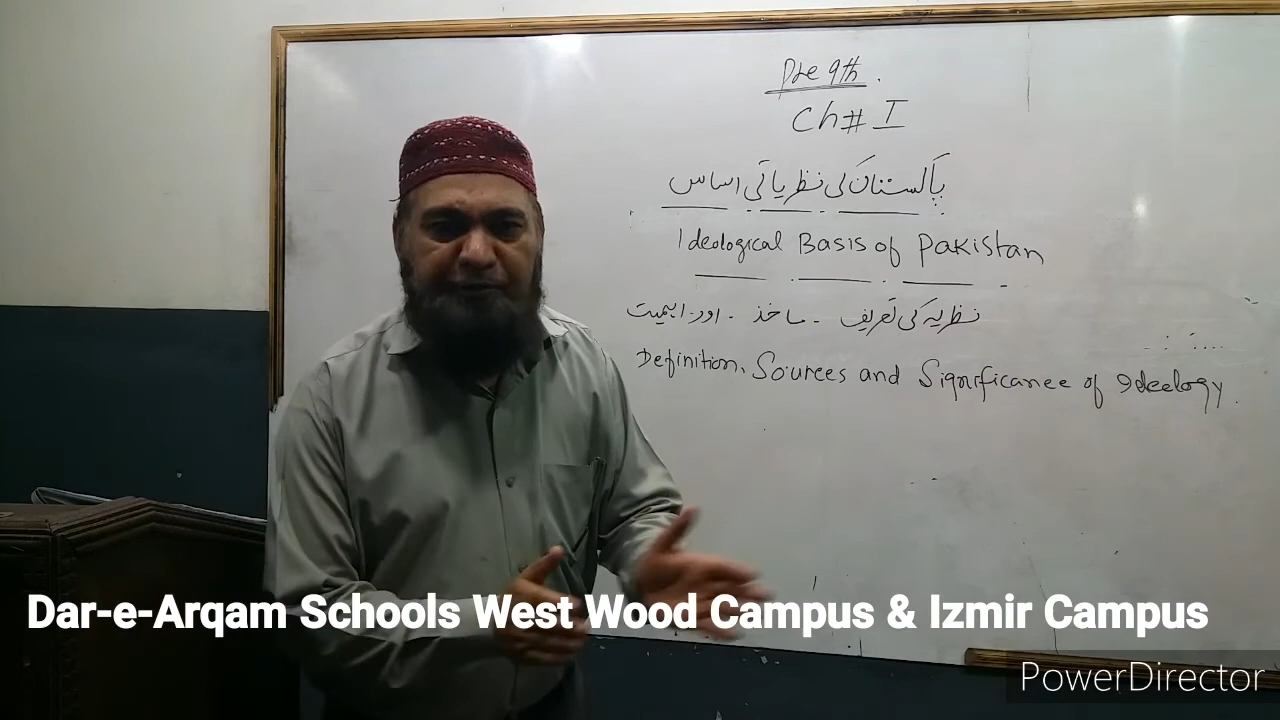 Pre 9th.
Ch# I
پاکستان کی نظریاتی اساس
Ideological Basis of Pakistan
نظریہ کی تعریف - ماخذ - اور اہمیت
Definition, Sources and Significance of Ideology.
Dar-e-Arqam Schools West Wood Campus & Izmir Campus
PowerDirector